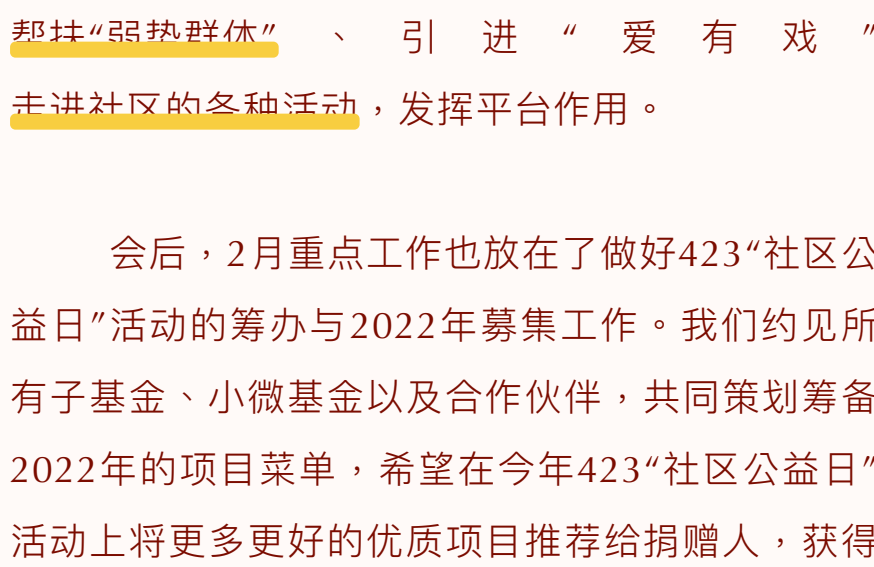 帮扶“弱势群体”、引进“爱有戏”
走进社区的各种活动，发挥平台作用。
会后，2月重点工作也放在了做好423“社区公
益日”活动的筹办与2022年募集工作。我们约见所
有子基金、小微基金以及合作伙伴，共同策划筹备
2022年的项目菜单，希望在今年423“社区公益日”
活动上将更多更好的优质项目推荐给捐赠人，获得